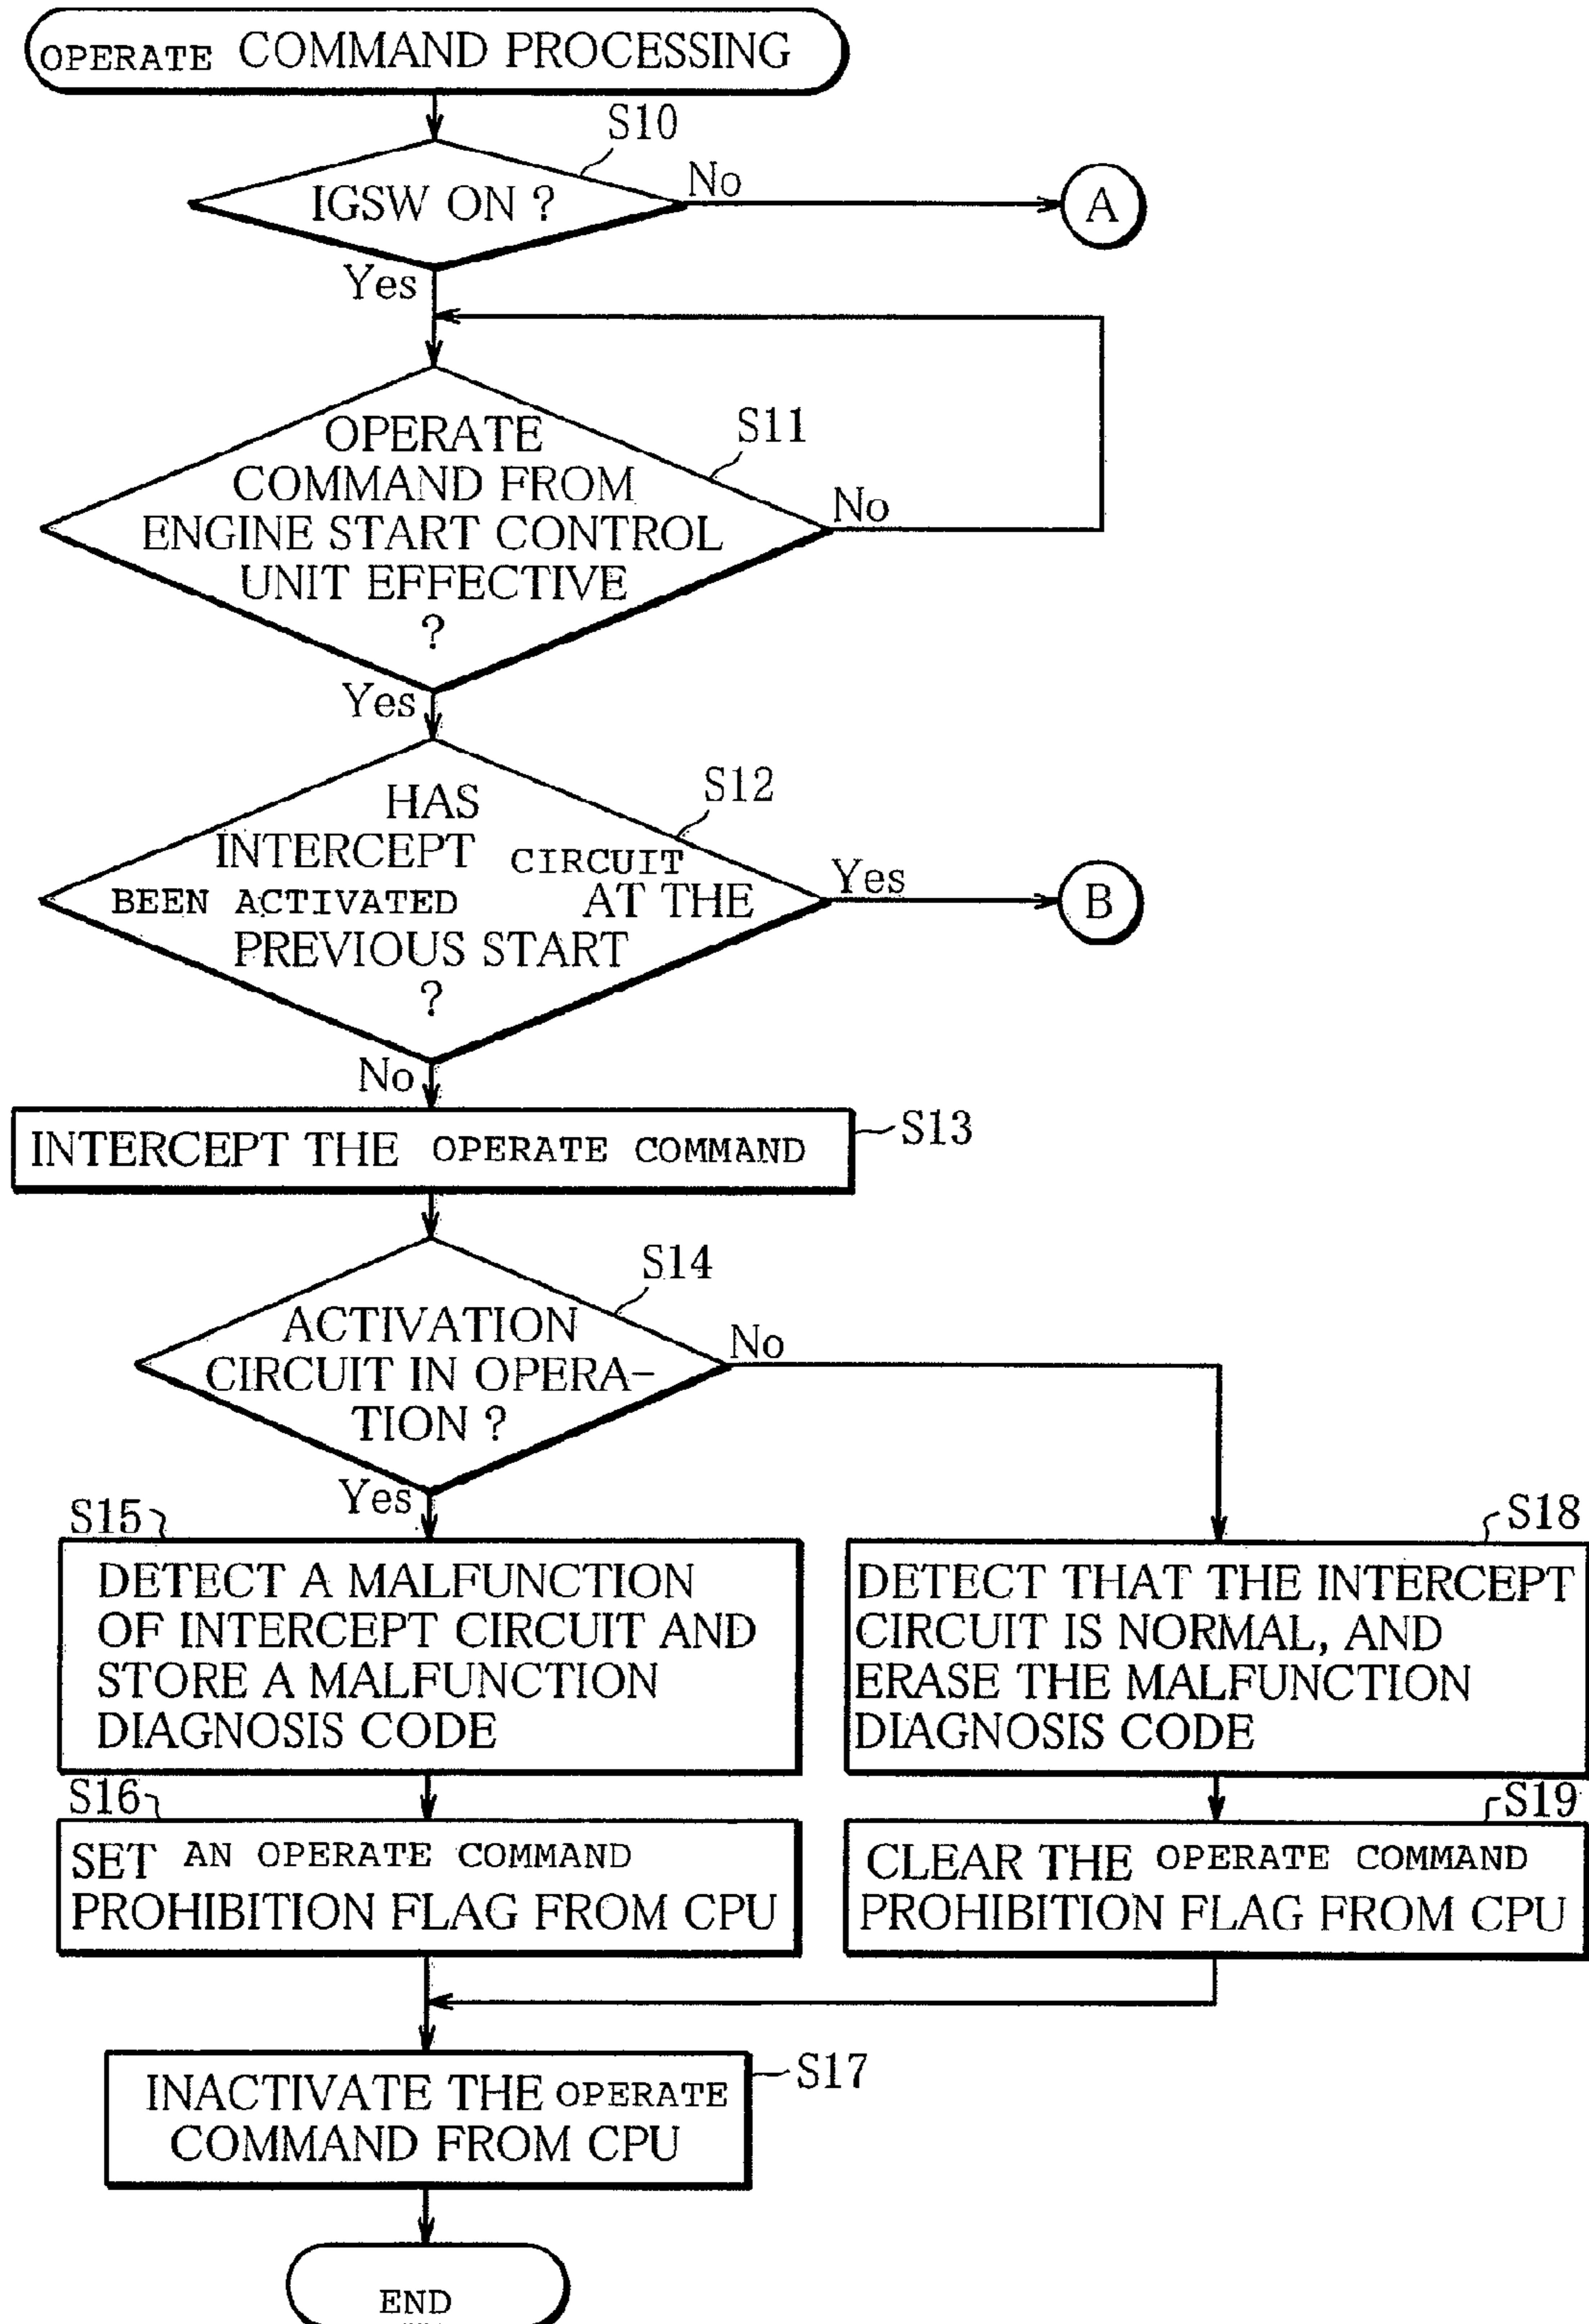 OPERATE COMMAND PROCESSING
S10
IGSW ON ?
No
A
Yes
S11
OPERATE
COMMAND FROM
ENGINE START CONTROL
UNIT EFFECTIVE
?
No
Yes
S12
HAS
INTERCEPT CIRCUIT
BEEN ACTIVATED AT THE
PREVIOUS START
?
Yes
B
No
INTERCEPT THE OPERATE COMMAND
S13
S14
ACTIVATION
CIRCUIT IN OPERA-
TION ?
No
Yes
S15
DETECT A MALFUNCTION
OF INTERCEPT CIRCUIT AND
STORE A MALFUNCTION
DIAGNOSIS CODE
S18
DETECT THAT THE INTERCEPT
CIRCUIT IS NORMAL, AND
ERASE THE MALFUNCTION
DIAGNOSIS CODE
S16
SET AN OPERATE COMMAND
PROHIBITION FLAG FROM CPU
S19
CLEAR THE OPERATE COMMAND
PROHIBITION FLAG FROM CPU
S17
INACTIVATE THE OPERATE
COMMAND FROM CPU
END